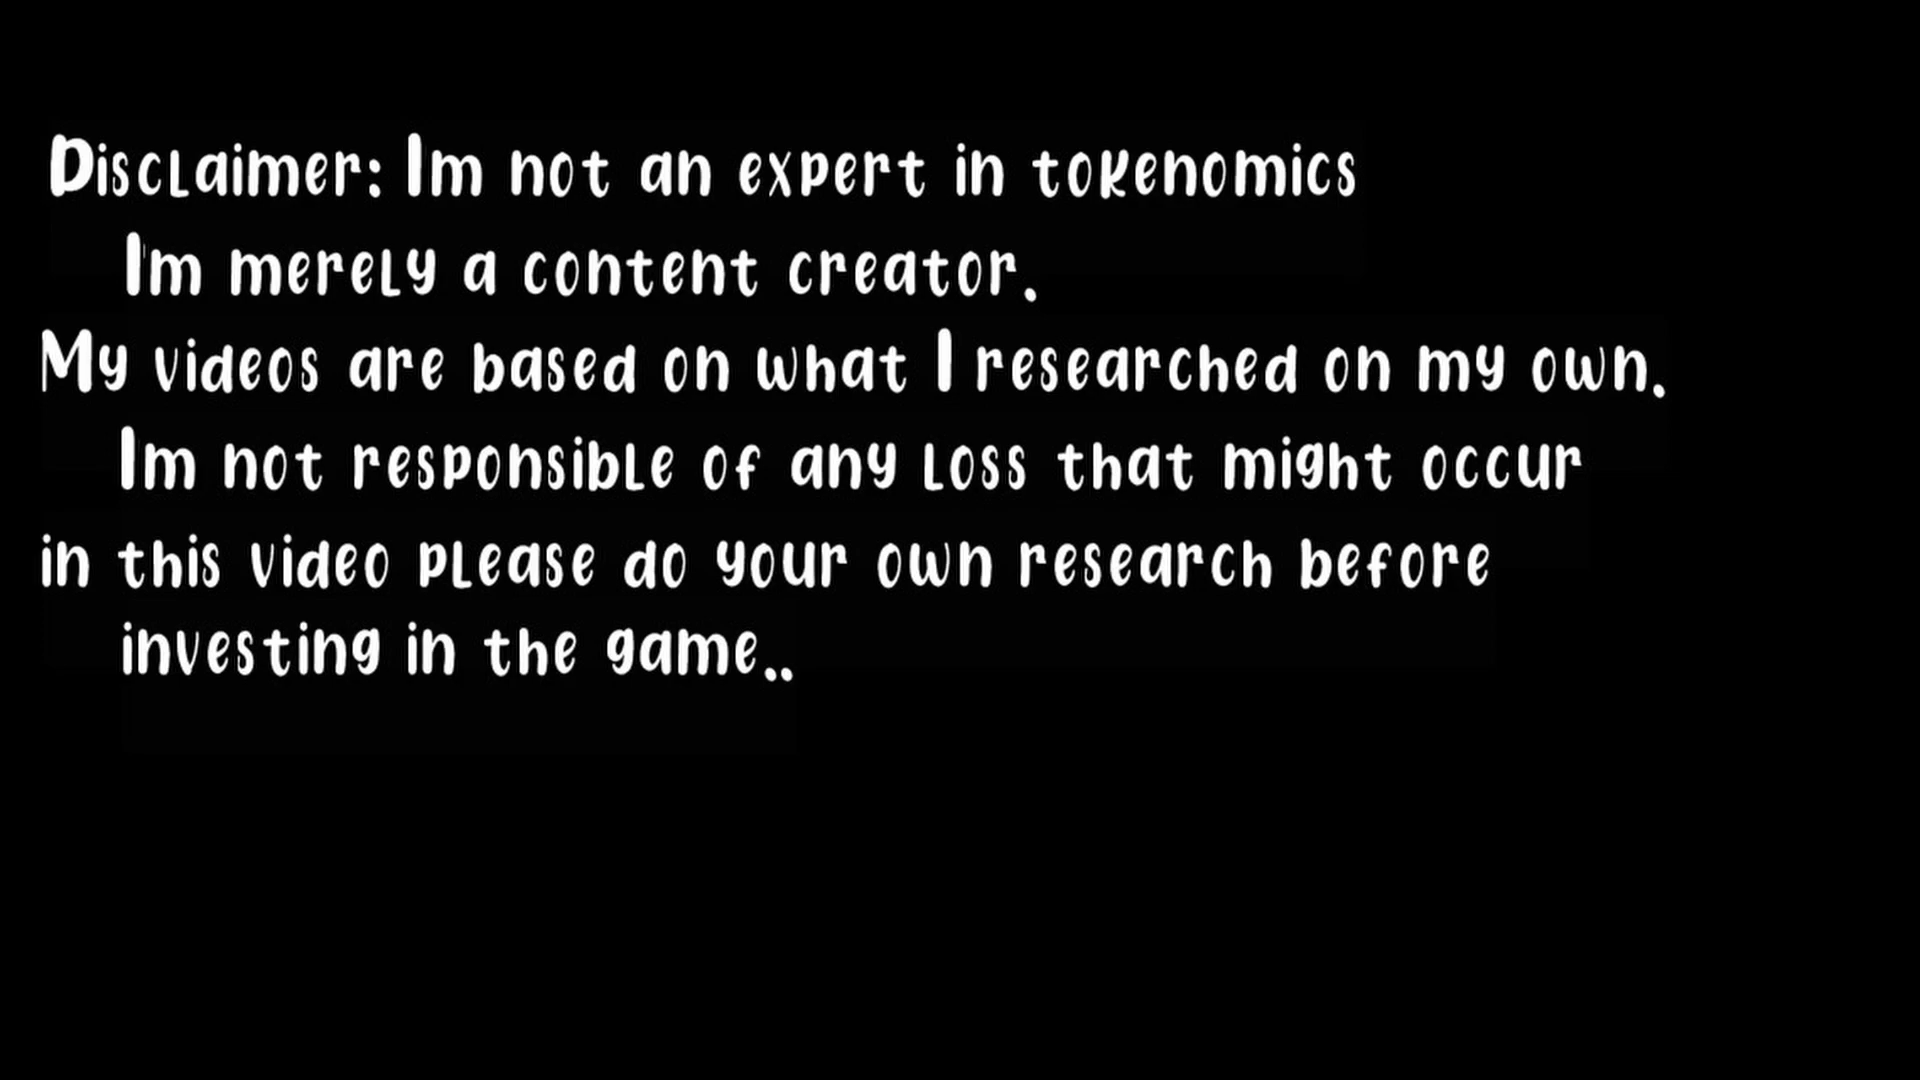 Disclaimer: Im not an expert in tokenomics
I'm merely a content creator.
My videos are based on what I researched on my own.
Im not responsible of any loss that might occur
in this video please do your own research before
investing in the game..